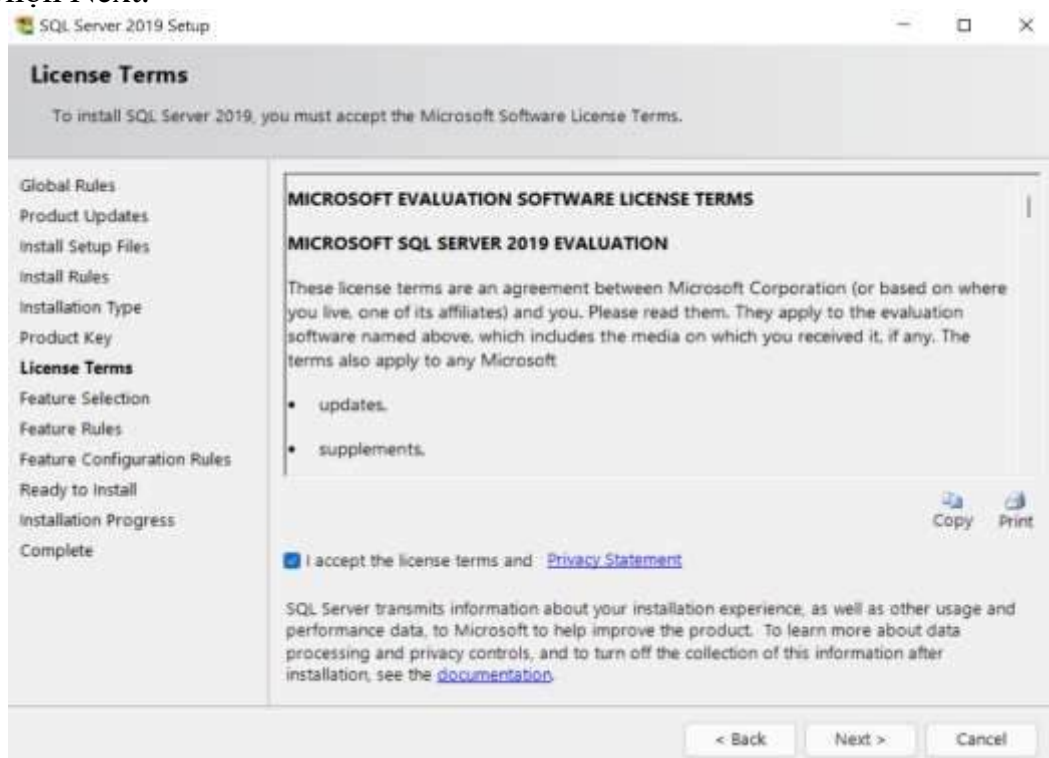 Next.
SQL Server 2019 Setup
License Terms
To install SQL Server 2019, you must accept the Microsoft Software License Terms.
Global Rules
Product Updates
Install Setup Files
Install Rules
Installation Type
Product Key
License Terms
Feature Selection
Feature Rules
Feature Configuration Rules
Ready to Install
Installation Progress
Complete
MICROSOFT EVALUATION SOFTWARE LICENSE TERMS
MICROSOFT SQL SERVER 2019 EVALUATION
These license terms are an agreement between Microsoft Corporation (or based on where
you live, one of its affiliates) and you. Please read them. They apply to the evaluation
software named above, which includes the media on which you received it, if any. The
terms also apply to any Microsoft
• updates,
• supplements,
Copy Print
I accept the license terms and Privacy Statement
SQL Server transmits information about your installation experience, as well as other usage and
performance data, to Microsoft to help improve the product. To learn more about data
processing and privacy controls, and to turn off the collection of this information after
installation, see the documentation.
< Back Next > Cancel